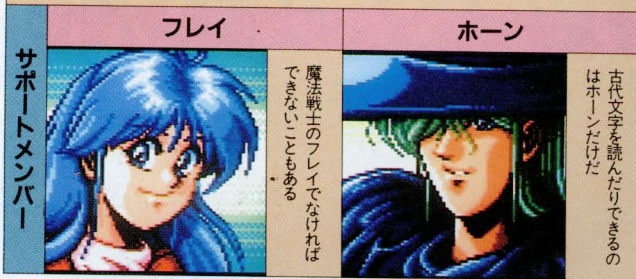 フレイ
ホーン
サポートメンバー
魔法戦士のフレイでなければ
できないこともある
古代文字を読んだりできるの
はホーンだけだ